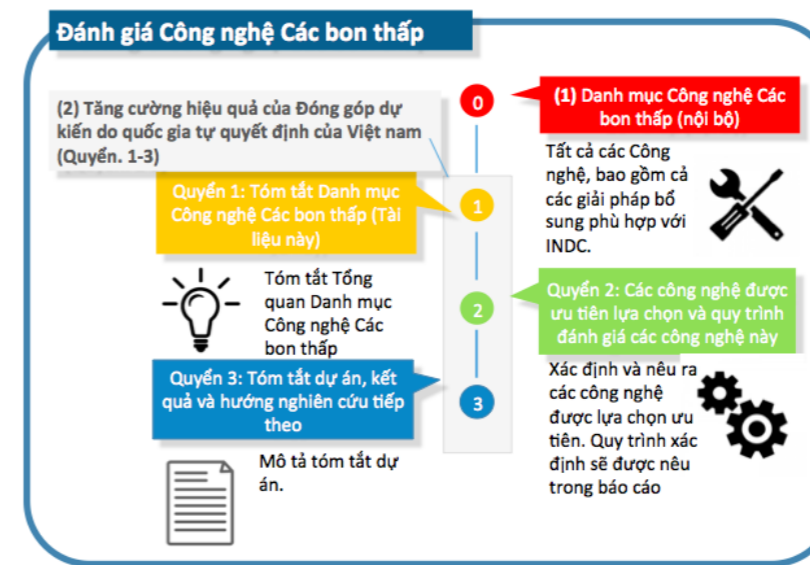 Đánh giá Công nghệ Các bon thấp
(2) Tăng cường hiệu quả của Đóng góp dự
kiến do quốc gia tự quyết định của Việt nam
(Quyển. 1-3)
0
(1) Danh mục Công nghệ Các
bon thấp (nội bộ)
Tất cả các Công
nghệ, bao gồm cả
các giải pháp bổ
sung phù hợp với
INDC.
Quyển 1: Tóm tắt Danh mục
Công nghệ Các bon thấp (Tài
liệu này)
1
Tóm tắt Tổng
quan Danh mục
Công nghệ Các
bon thấp
2
Quyển 2: Các công nghệ được
ưu tiên lựa chọn và quy trình
đánh giá các công nghệ này
Xác định và nêu ra
các công nghệ
được lựa chọn ưu
tiên. Quy trình xác
định sẽ được nêu
trong báo cáo
Quyển 3: Tóm tắt dự án, kết
quả và hướng nghiên cứu tiếp
theo
3
Mô tả tóm tắt dự
án.